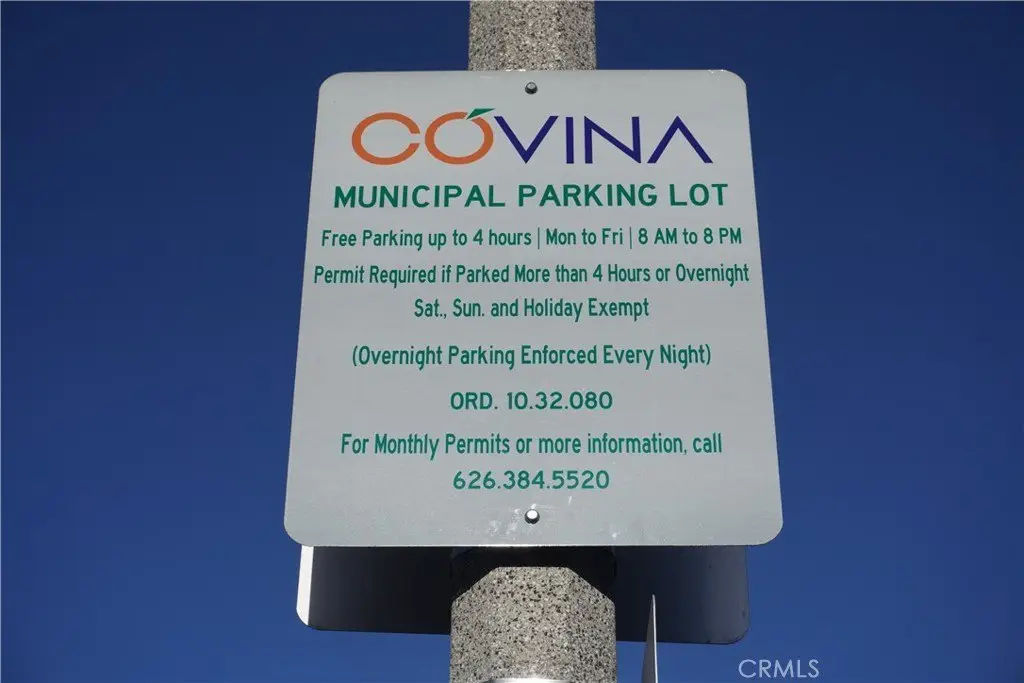 COVINA
MUNICIPAL PARKING LOT
Free Parking up to 4 hours | Mon to Fri | 8 AM to 8 PM
Permit Required if Parked More than 4 Hours or Overnight
Sat., Sun. and Holiday Exempt
(Overnight Parking Enforced Every Night)
ORD. 10.32.080
For Monthly Permits or more information, call
626.384.5520
CRMLS